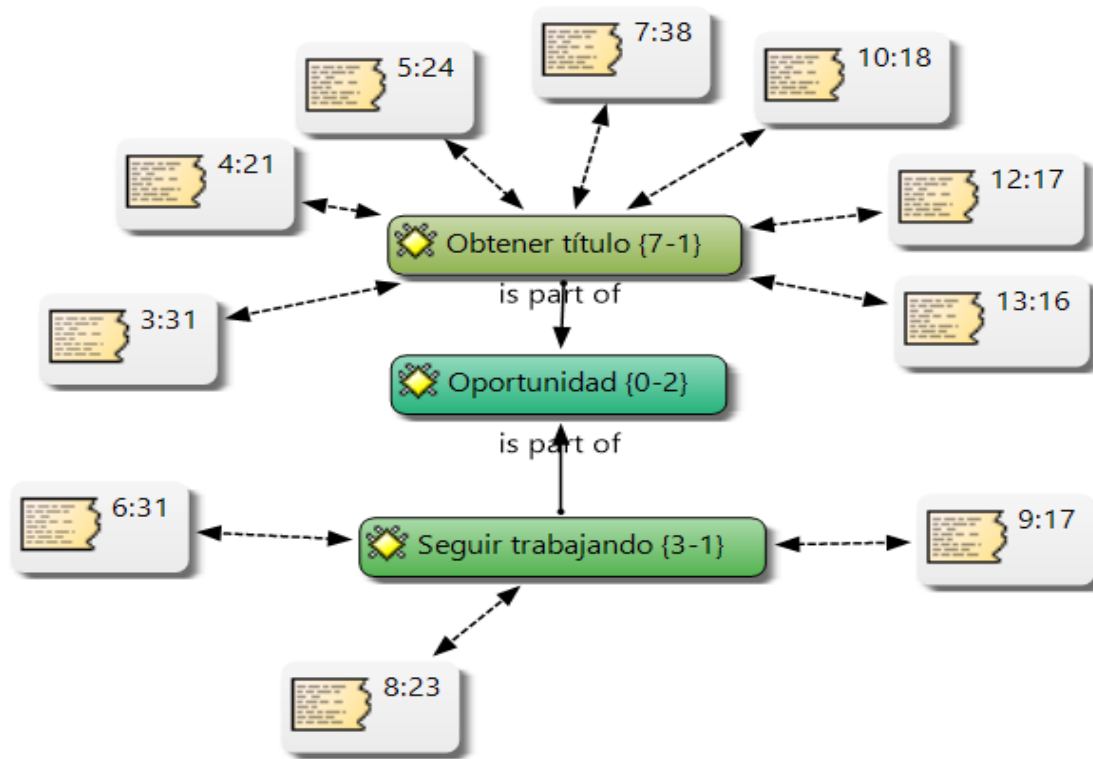 7:38
10:18
5:24
4:21
12:17
Obtener título {7-1}
is part of
3:31
13:16
Oportunidad {0-2}
is part of
6:31
9:17
Seguir trabajando {3-1}
8:23